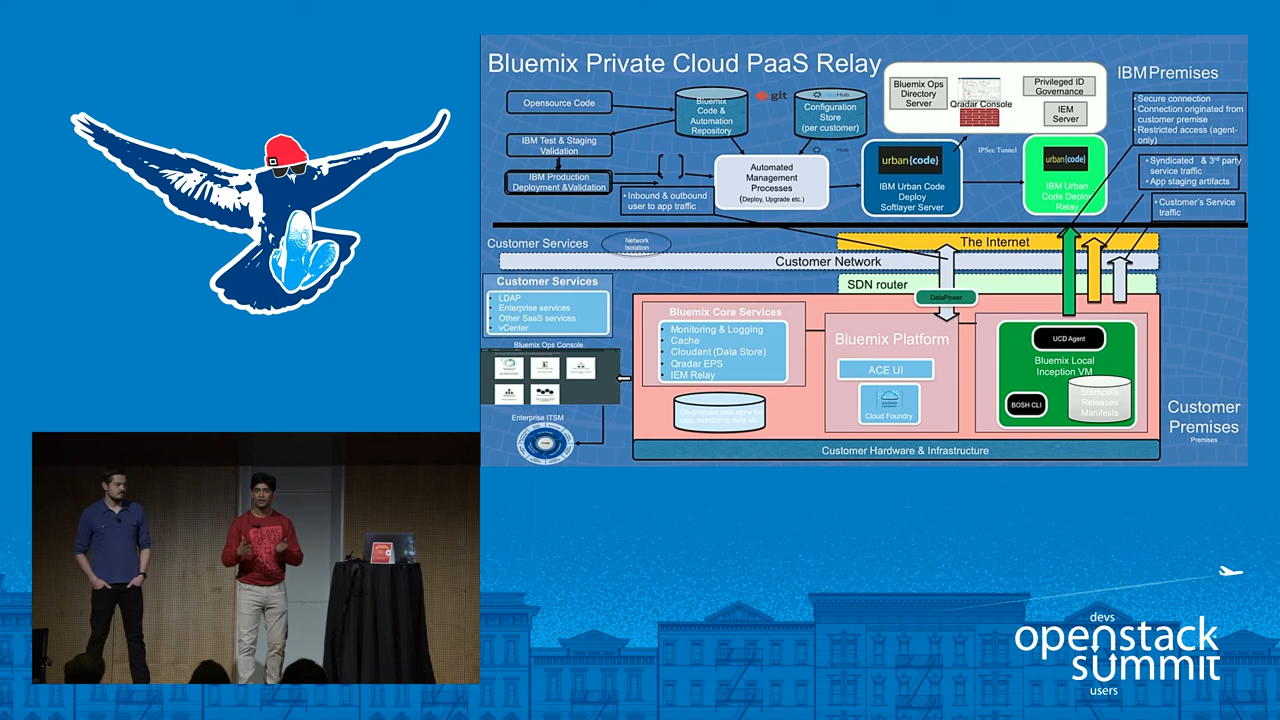 Bluemix Private Cloud PaaS Relay
IBM Premises
Opensource Code
IBM Test & Staging
Validation
IBM Production
Deployment &Validation
Bluemix
Code &
Automation
Repository
git
Configuration
Store
(per customer)
Bluemix Ops
Directory
Server
Qradar Console
Privileged ID
Governance
IEM
Server
• Secure connection
• Connection originated from
customer premise
• Restricted access (agent-
only)
Automated
Management
Processes
(Deploy, Upgrade etc.)
urban{code}
IBM Urban Code
Deploy
Softlayer Server
IPSec Tunnel
urban{code}
IBM Urban
Code Deploy
Relay
• Syndicated & 3rd party
service traffic
• App staging artifacts
• Customer's Service
traffic
• Inbound & outbound
user to app traffic
Customer Services
Network
Isolation
The Internet
Customer Network
SDN router
DataPower
Customer Services
• LDAP
• Enterprise services
• Other SaaS services
• vCenter
Bluemix Ops Console
Enterprise ITSM
Bluemix Core Services
• Monitoring & Logging
• Cache
• Cloudant (Data Store)
• Qradar EPS
• IEM Relay
Bluemix Platform
ACE UI
Cloud Foundry
UCD Agent
Bluemix Local
Inception VM
BOSH CLI
Stemcells
Releases
Manifests
Customer
Premises
Premises
Customer Hardware & Infrastructure
devs
openstack
summit
users